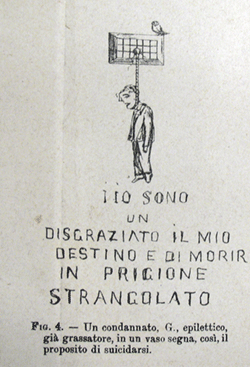 IIO SONO
UN
DISGRAZIATO IL MIO
DESTINO E DI MORIR
IN PRIGIONE
STRANGOLATO
FIG. 4. — Un condannato, G., epilettico,
già grassatore, in un vaso segna, così, il
proposito di suicidarsi.